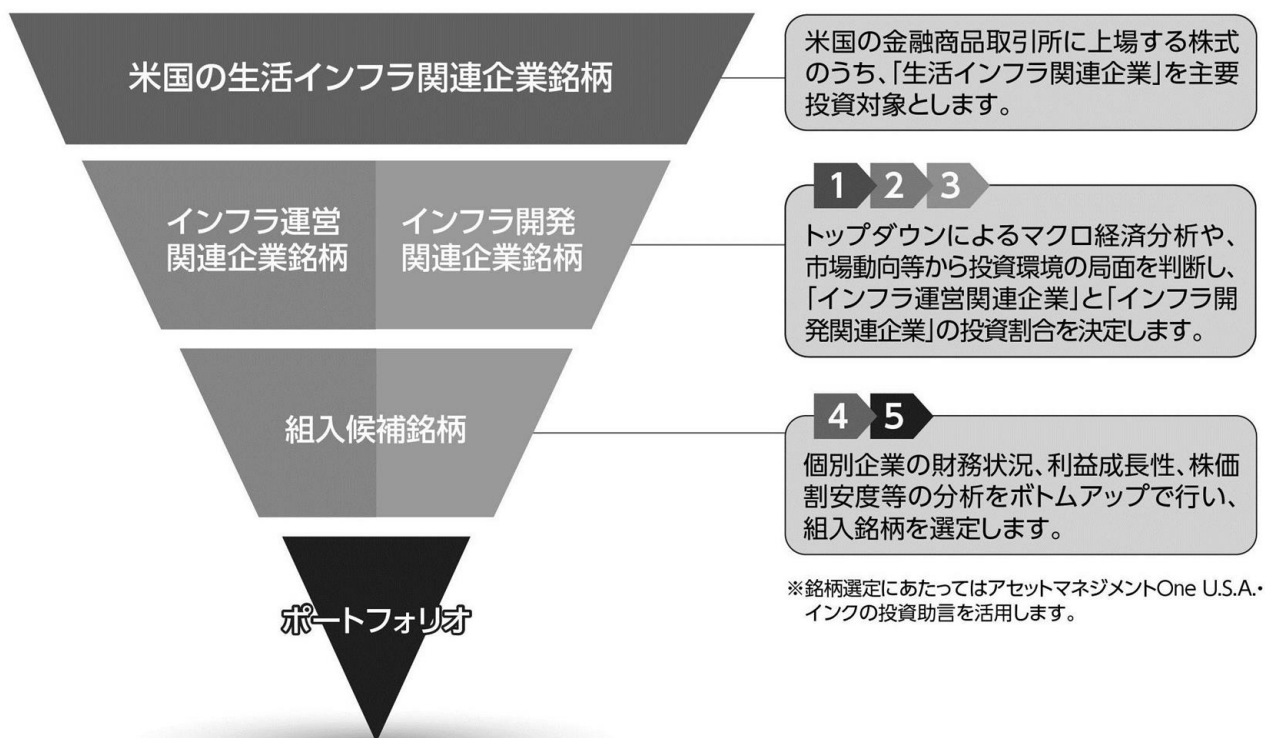 米国の生活インフラ関連企業銘柄
米国の金融商品取引所に上場する株式
のうち、「生活インフラ関連企業」を主要
投資対象とします。
インフラ運営
関連企業銘柄
インフラ開発
関連企業銘柄
1 2 3
トップダウンによるマクロ経済分析や、
市場動向等から投資環境の局面を判断し、
「インフラ運営関連企業」と「インフラ開
発関連企業」の投資割合を決定します。
組入候補銘柄
4 5
個別企業の財務状況、利益成長性、株価
割安度等の分析をボトムアップで行い、
組入銘柄を選定します。
ポートフォリオ
※銘柄選定にあたってはアセットマネジメントOne U.S.A.・
インクの投資助言を活用します。